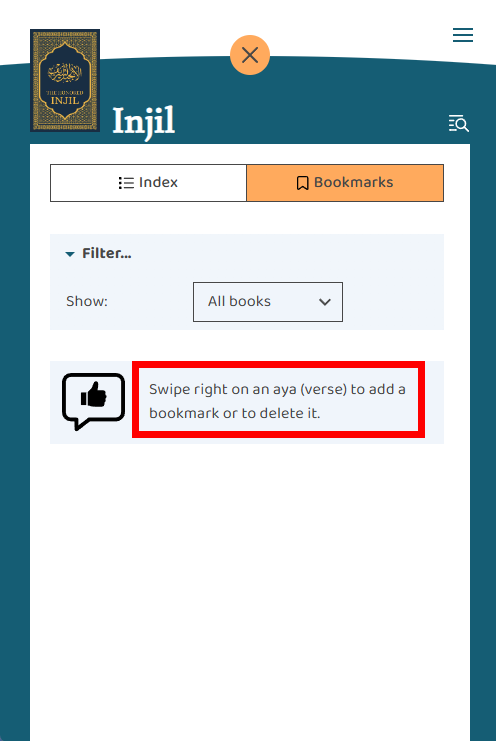 THE HONORED
INJIL
Injil
Index
Bookmarks
Filter...
Show:
All books
Swipe right on an aya (verse) to add a
bookmark or to delete it.